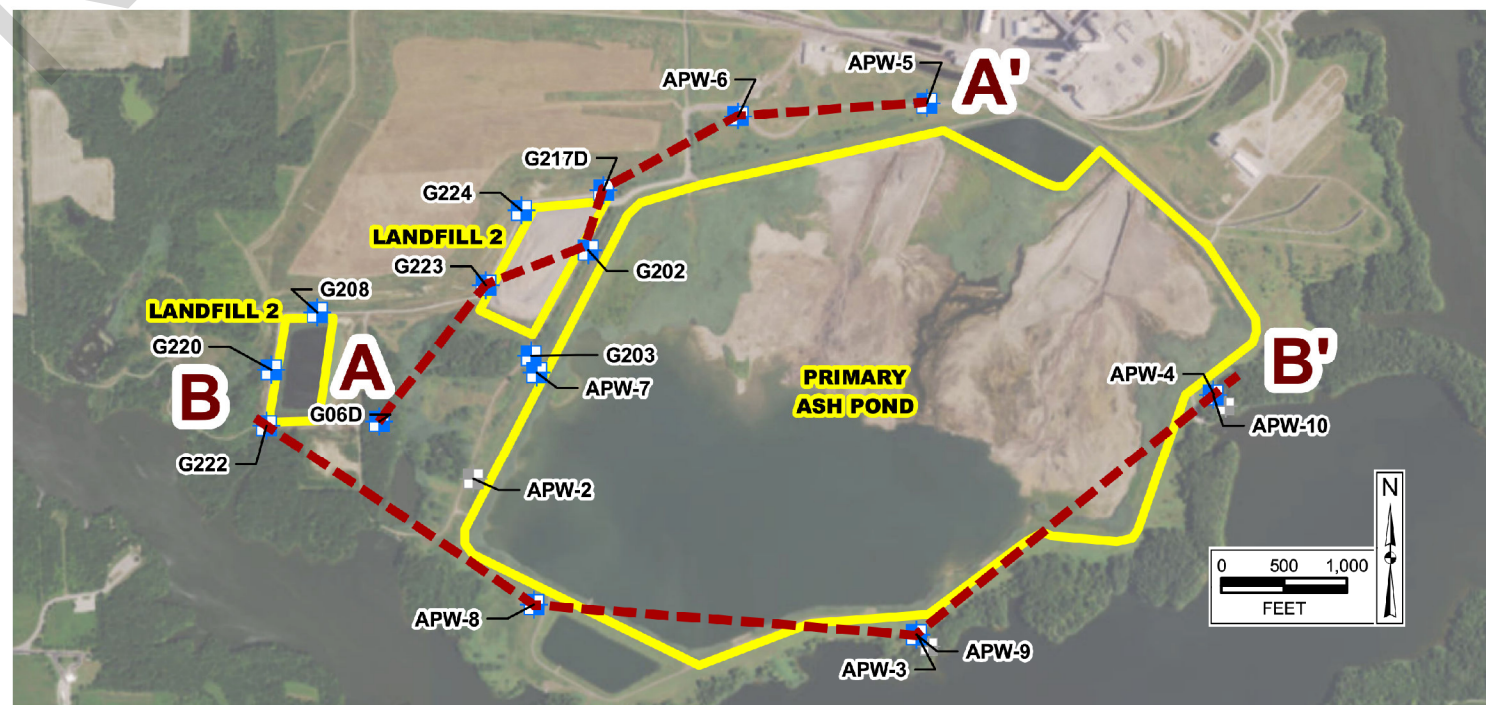 APW-5
APW-6
A'
G217D
G224
LANDFILL 2
G202
G223
G208
LANDFILL 2
G220
A
G203
B
APW-7
PRIMARY
ASH POND
B'
APW-4
G06D
APW-10
G222
APW-2
N
0 500 1,000
FEET
APW-8
APW-9
APW-3